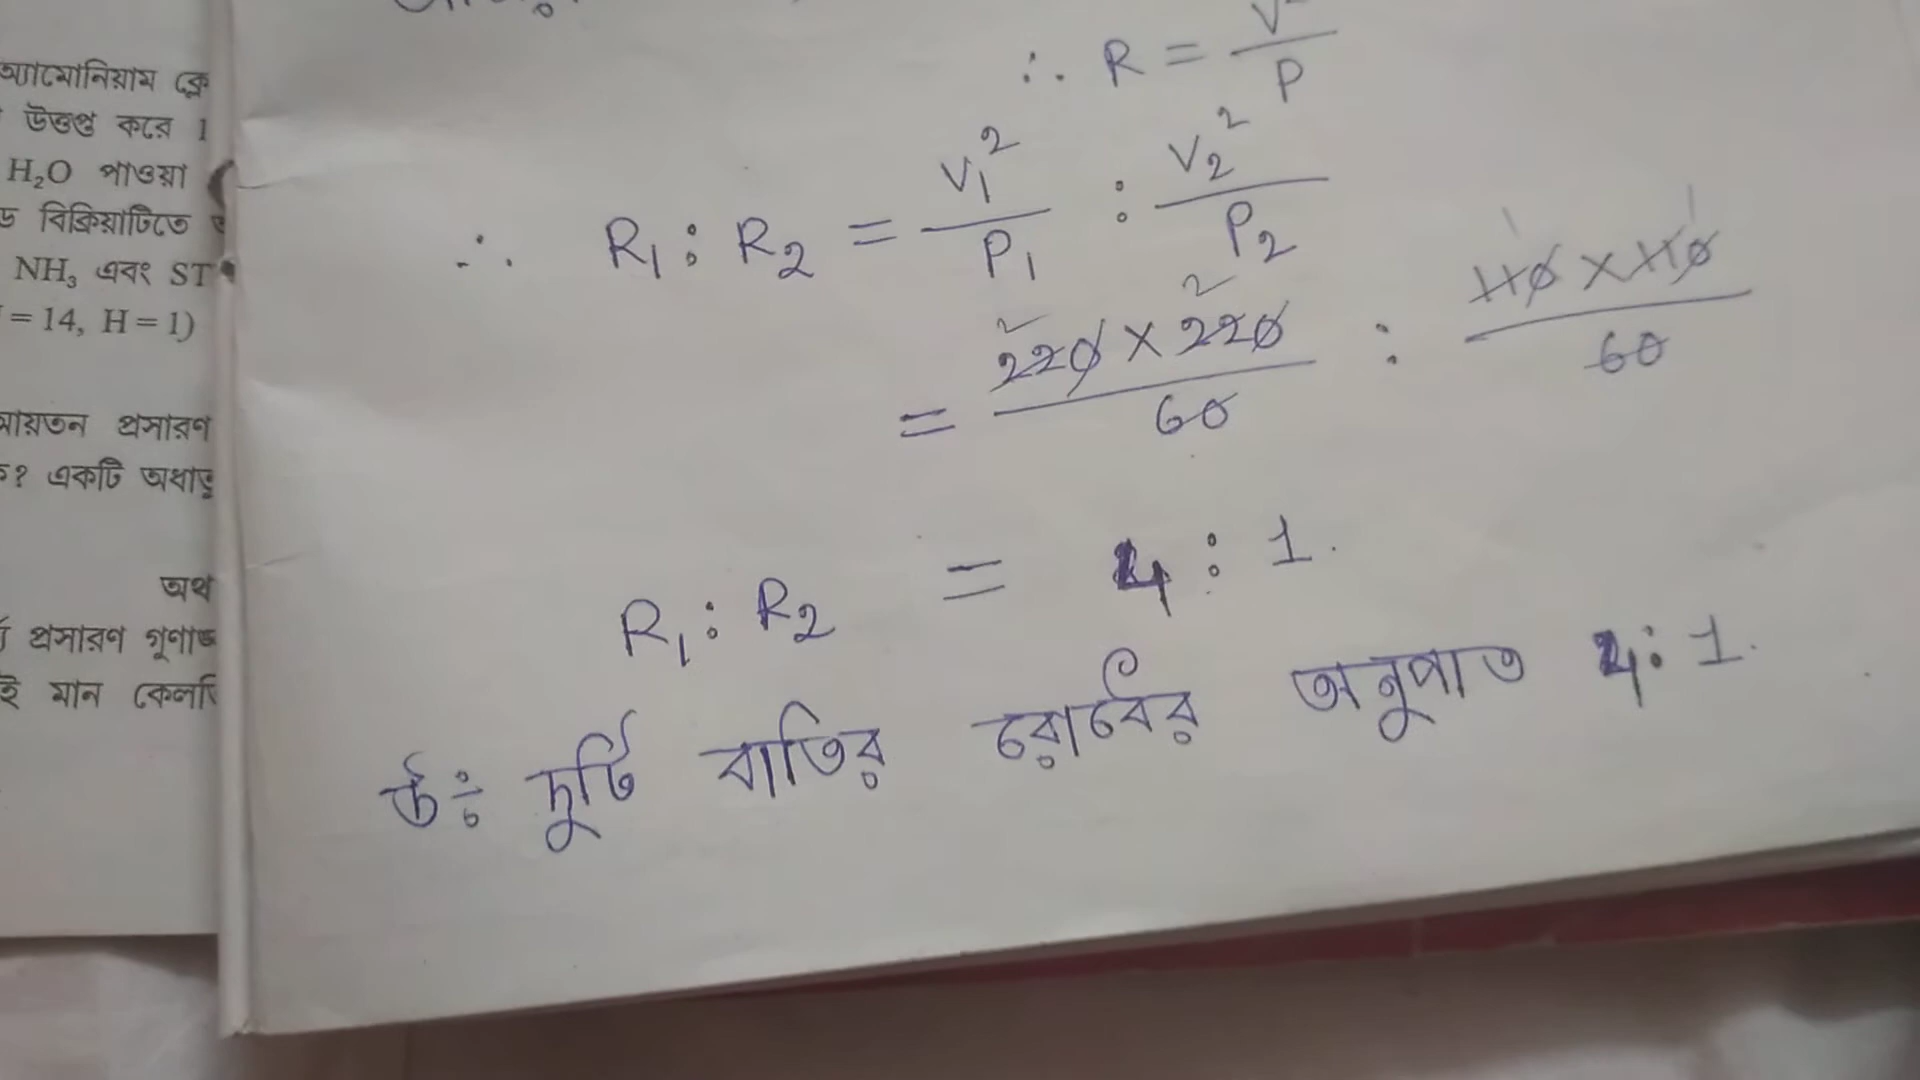 অ্যামোনিয়াম ক্লো
উত্তপ্ত করে 1
H₂O পাওয়া
বিক্রিয়াটিতে
NH₃ এবং ST
= 14, H = 1)
আয়তন প্রসারণ
? একটি অধাতু
অথ
প্রসারণ গুণাঙ্ক
মান কেলভি
∴ R = V²/P
∴ R₁ : R₂ = V₁²/P₁ : V₂²/P₂
= 220 × 220/60 : 110 × 110/60
R₁ : R₂ = 4 : 1.
উঃ দুটি বাতির রোধের অনুপাত 4 : 1.